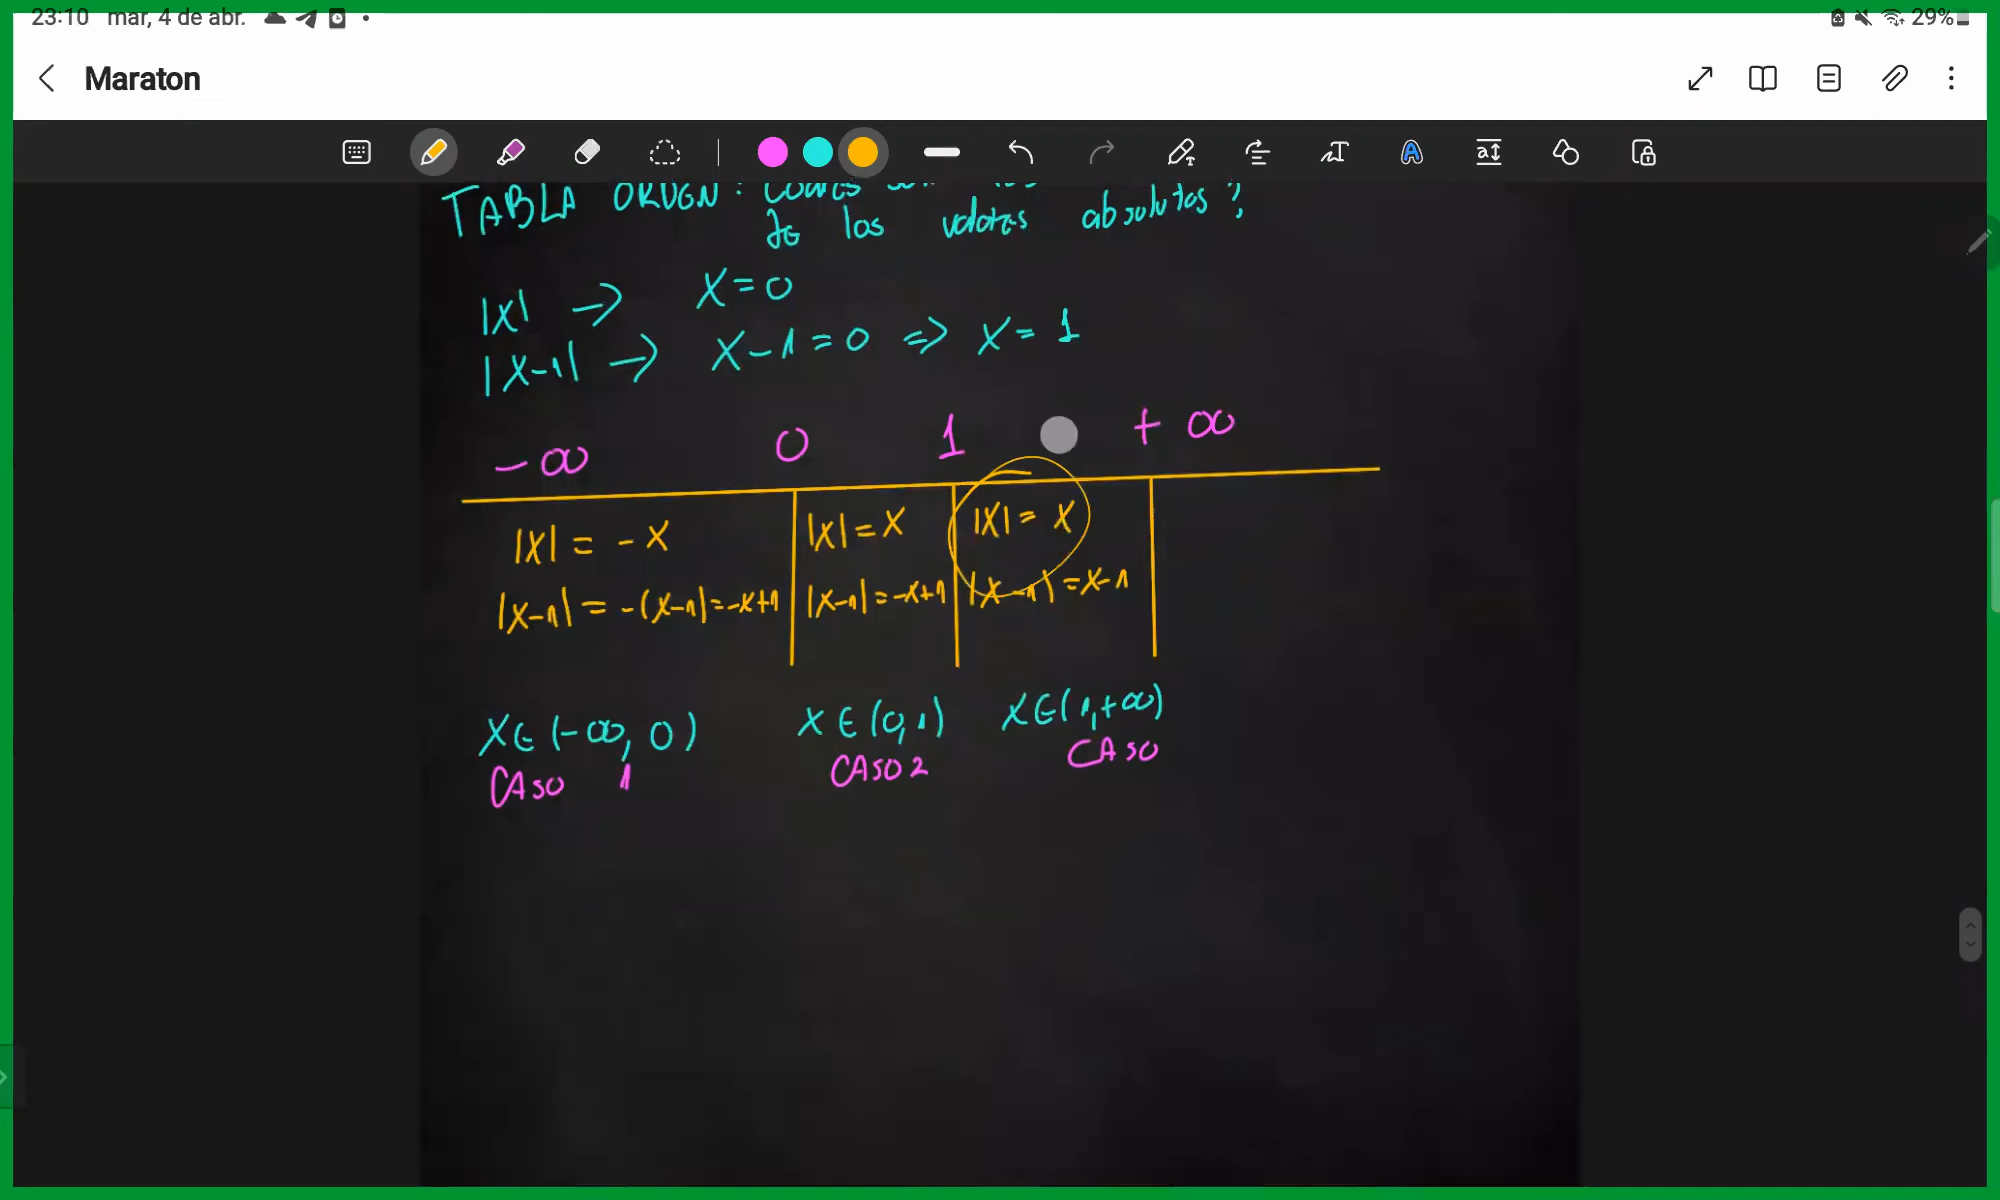 23:10 mar, 4 de abr. 29%
Maraton
TABLA ORDEN:
de los valores absolutos?
|x| → x=0
|x-1| → x-1=0 ⇒ x=1
-∞ 0 1 +∞
|x| = -x |x|=x |x|= x
|x-1| = -(x-1)=-x+1 |x-1|=-x+1 |x-1|=x-1
x∈(-∞, 0) x∈(0,1) x∈(1,+∞)
CASO 1 CASO 2 CASO